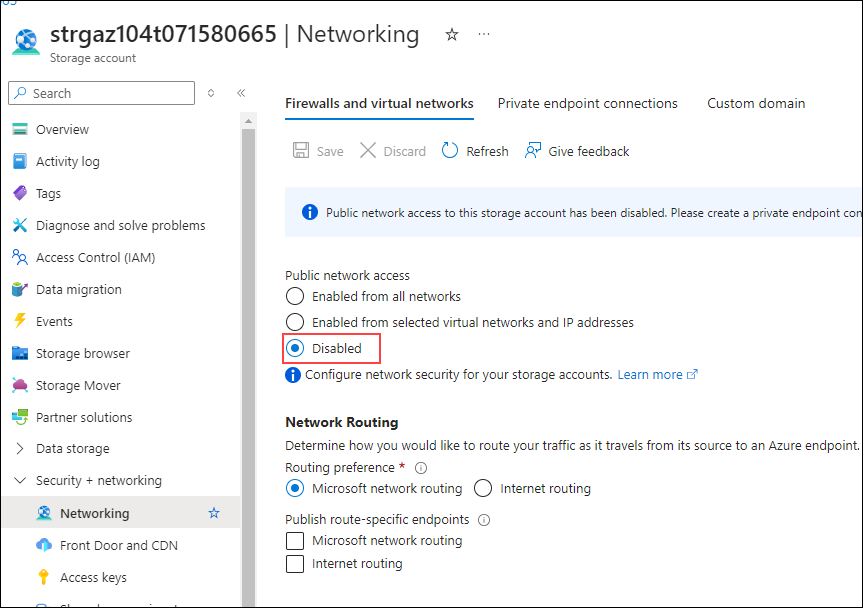 strgaz104t071580665 | Networking
Storage account
Search
Overview
Activity log
Tags
Diagnose and solve problems
Access Control (IAM)
Data migration
Events
Storage browser
Storage Mover
Partner solutions
Data storage
Security + networking
Networking
Front Door and CDN
Access keys
Firewalls and virtual networks Private endpoint connections Custom domain
Save Discard Refresh Give feedback
Public network access to this storage account has been disabled. Please create a private endpoint con
Public network access
Enabled from all networks
Enabled from selected virtual networks and IP addresses
Disabled
Configure network security for your storage accounts. Learn more
Network Routing
Determine how you would like to route your traffic as it travels from its source to an Azure endpoint.
Routing preference *
Microsoft network routing Internet routing
Publish route-specific endpoints
Microsoft network routing
Internet routing